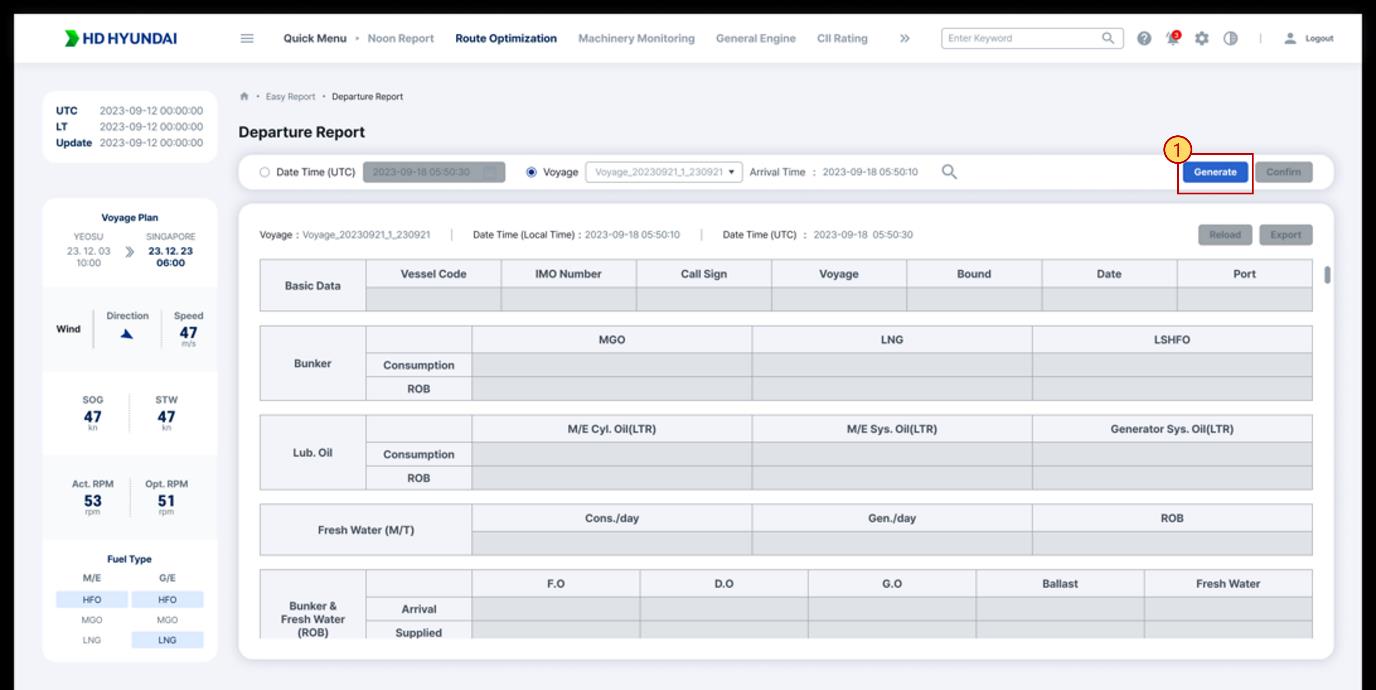 HD HYUNDAI
Quick Menu • Noon Report Route Optimization Machinery Monitoring General Engine CII Rating » Enter Keyword 3 Logout
UTC 2023-09-12 00:00:00
LT 2023-09-12 00:00:00
Update 2023-09-12 00:00:00
• Easy Report • Departure Report
Departure Report
1
Date Time (UTC) 2023-09-18 05:50:30 Voyage Voyage_20230921_1_230921 Arrival Time : 2023-09-18 05:50:10 Generate Confirm
Voyage Plan
YEOSU SINGAPORE
23. 12. 03 23. 12. 23
10:00 06:00
Wind Direction Speed
47
m/s
SOG STW
47 47
kn kn
Act. RPM Opt. RPM
53 51
rpm rpm
Fuel Type
M/E G/E
HFO HFO
MGO MGO
LNG LNG
Voyage : Voyage_20230921_1_230921 | Date Time (Local Time) : 2023-09-18 05:50:10 | Date Time (UTC) : 2023-09-18 05:50:30 Reload Export
Basic Data Vessel Code IMO Number Call Sign Voyage Bound Date Port
Bunker MGO LNG LSHFO
Consumption
ROB
Lub. Oil M/E Cyl. Oil(LTR) M/E Sys. Oil(LTR) Generator Sys. Oil(LTR)
Consumption
ROB
Fresh Water (M/T) Cons./day Gen./day ROB
Bunker &
Fresh Water
(ROB)
F.O D.O G.O Ballast Fresh Water
Arrival
Supplied